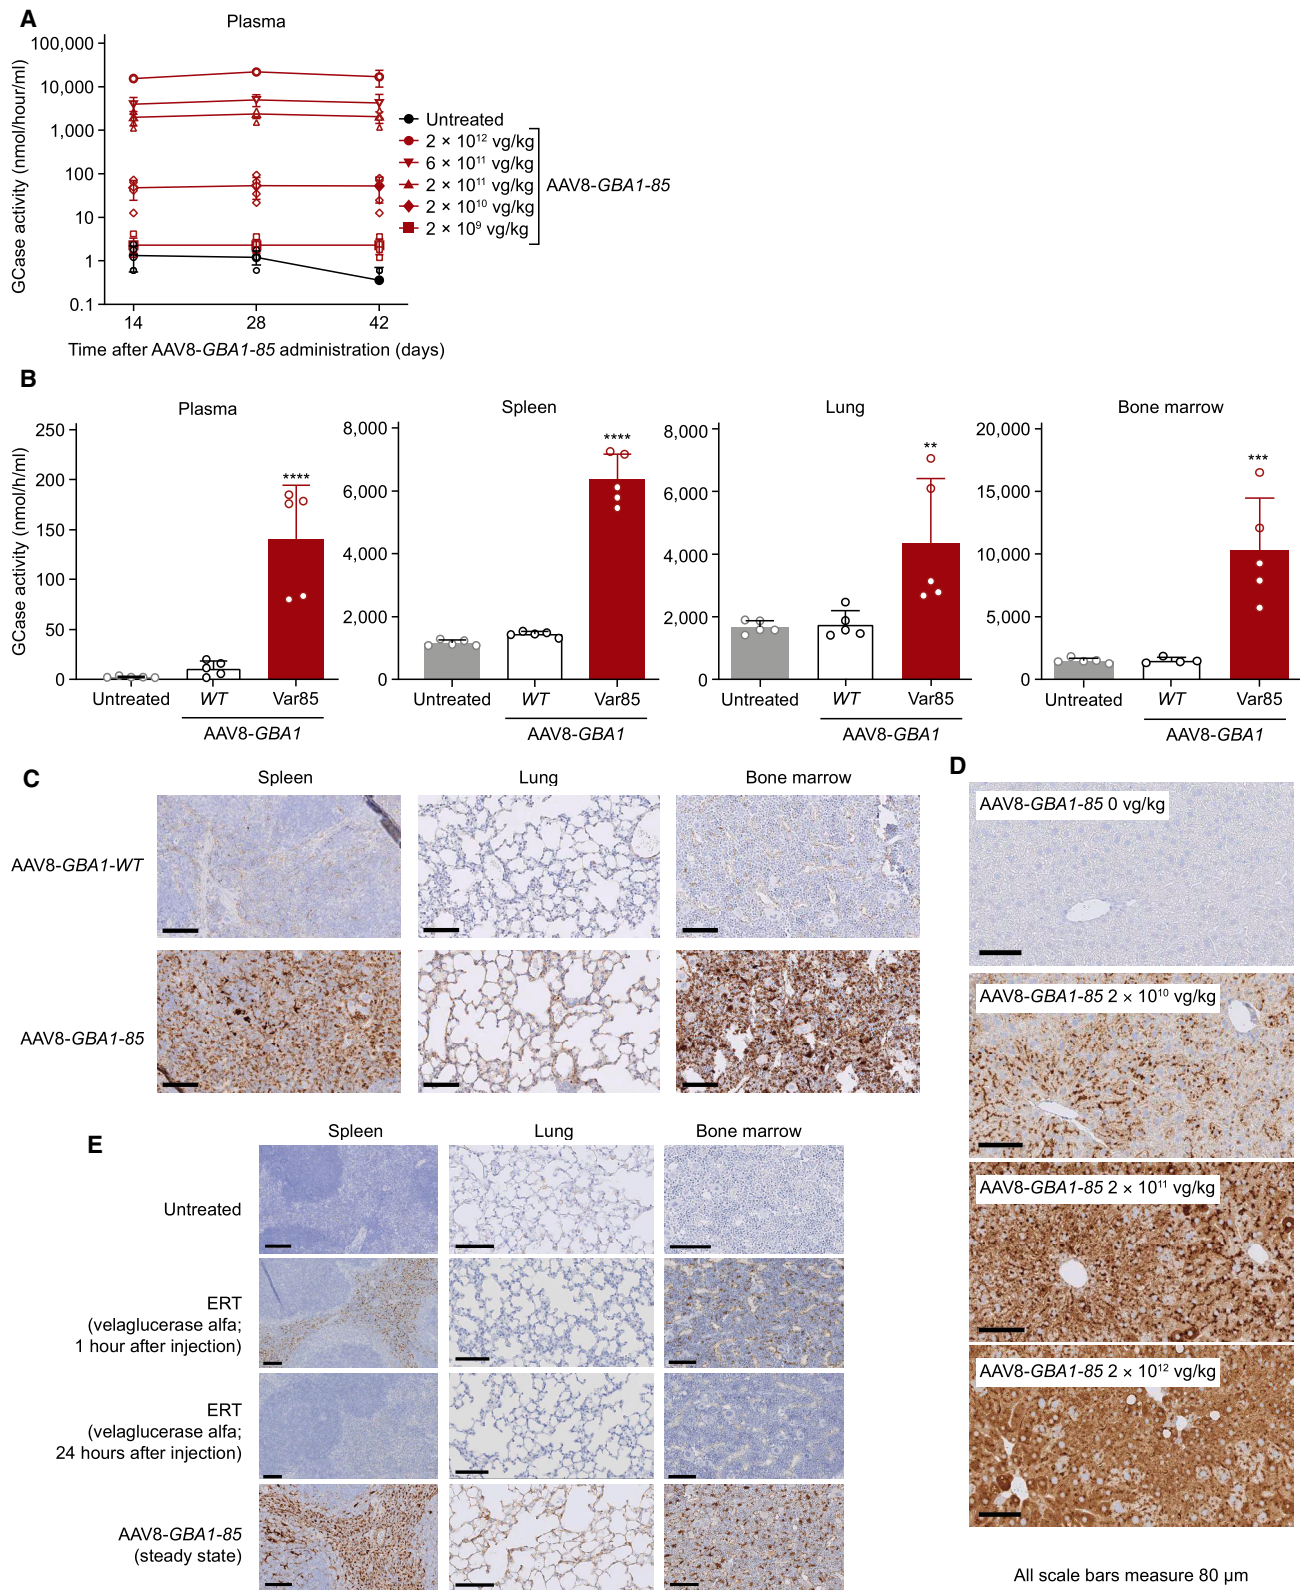 A
Plasma
GCase activity (nmol/hour/ml)
100,000
10,000
1,000
100
10
1
0.1
14
28
42
Time after AAV8-GBA1-85 administration (days)
Untreated
2 × 10¹² vg/kg
6 × 10¹¹ vg/kg
2 × 10¹¹ vg/kg
2 × 10¹⁰ vg/kg
2 × 10⁹ vg/kg
AAV8-GBA1-85
B
GCase activity (nmol/h/ml)
Plasma
250
200
150
100
50
0
****
Untreated
WT
Var85
AAV8-GBA1
Spleen
8,000
6,000
4,000
2,000
0
****
Untreated
WT
Var85
AAV8-GBA1
Lung
8,000
6,000
4,000
2,000
0
**
Untreated
WT
Var85
AAV8-GBA1
Bone marrow
20,000
15,000
10,000
5,000
0
***
Untreated
WT
Var85
AAV8-GBA1
C
Spleen
Lung
Bone marrow
AAV8-GBA1-WT
AAV8-GBA1-85
D
AAV8-GBA1-85 0 vg/kg
AAV8-GBA1-85 2 × 10¹⁰ vg/kg
AAV8-GBA1-85 2 × 10¹¹ vg/kg
AAV8-GBA1-85 2 × 10¹² vg/kg
E
Spleen
Lung
Bone marrow
Untreated
ERT
(velaglucerase alfa;
1 hour after injection)
ERT
(velaglucerase alfa;
24 hours after injection)
AAV8-GBA1-85
(steady state)
All scale bars measure 80 µm